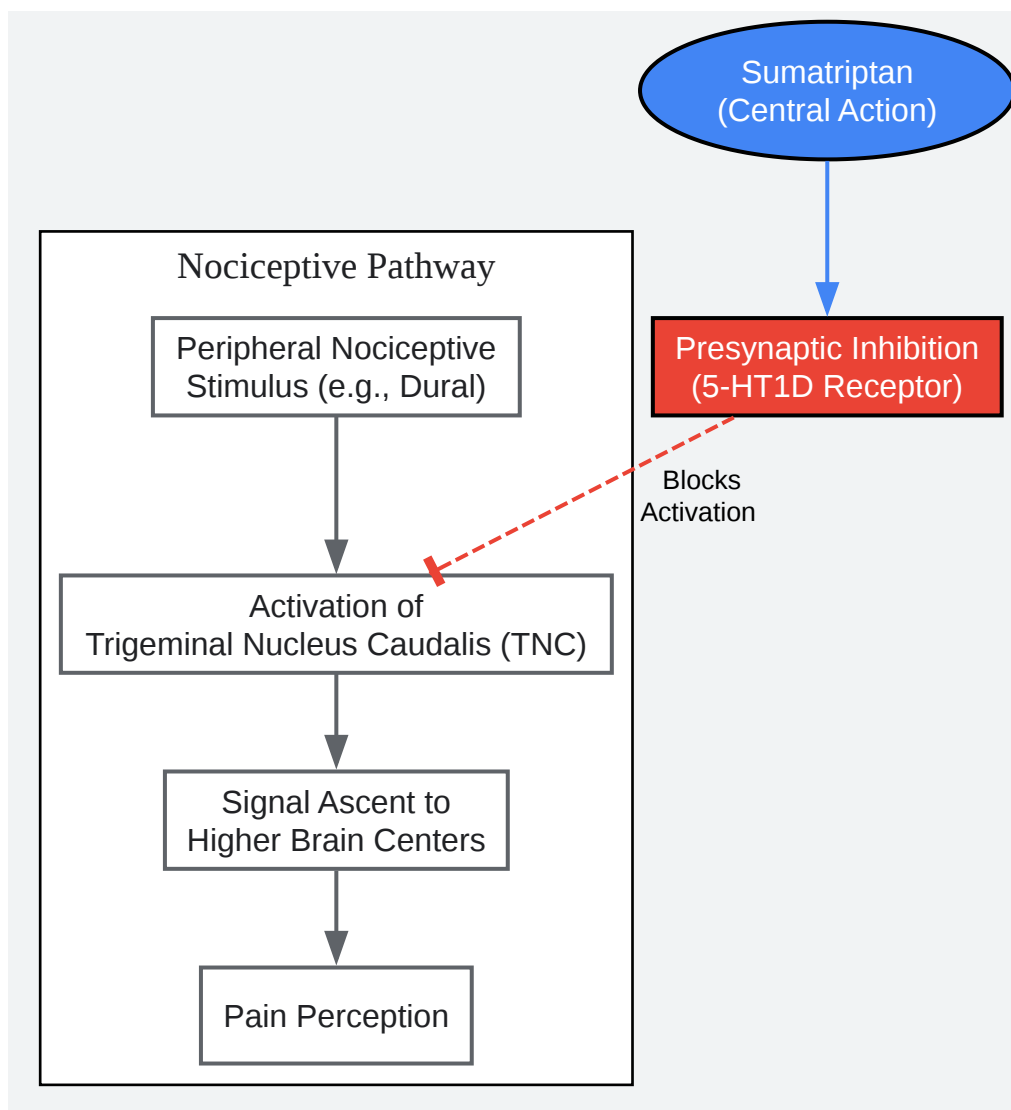 Sumatriptan
(Central Action)
Nociceptive Pathway
Peripheral Nociceptive
Stimulus (e.g., Dural)
Presynaptic Inhibition
(5-HT1D Receptor)
Blocks
Activation
Activation of
Trigeminal Nucleus Caudalis (TNC)
Signal Ascent to
Higher Brain Centers
Pain Perception